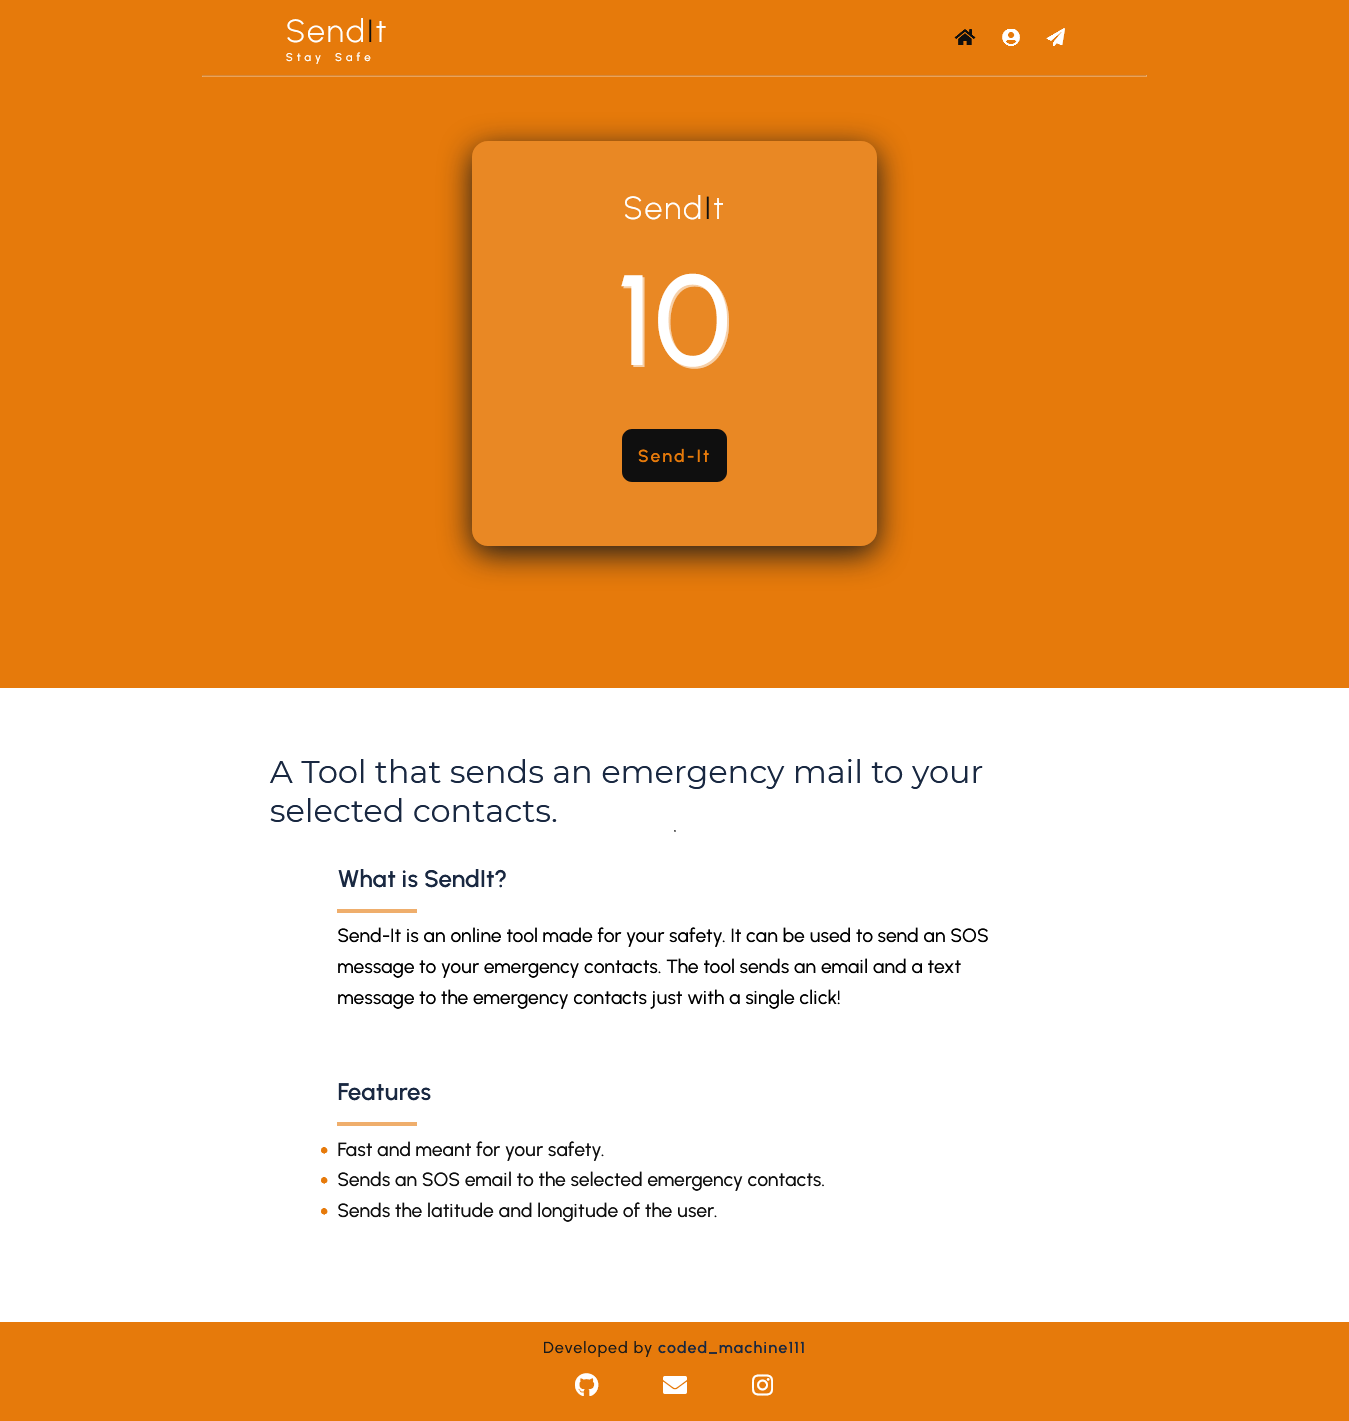 SendIt
Stay Safe
SendIt
10
Send-It
A Tool that sends an emergency mail to your
selected contacts.
.
What is SendIt?
Send-It is an online tool made for your safety. It can be used to send an SOS
message to your emergency contacts. The tool sends an email and a text
message to the emergency contacts just with a single click!
Features
• Fast and meant for your safety.
• Sends an SOS email to the selected emergency contacts.
• Sends the latitude and longitude of the user.
Developed by coded_machine111